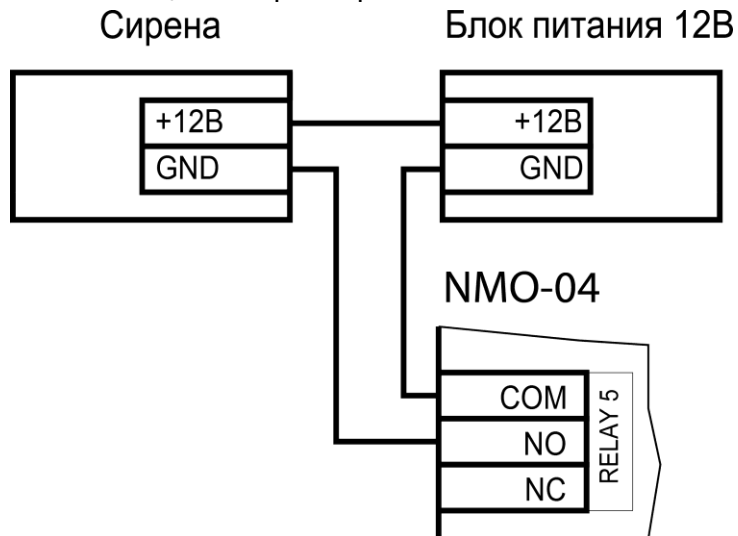 Сирена
Блок питания 12В
+12В
GND
+12В
GND
NMO-04
COM
NO
NC
RELAY 5